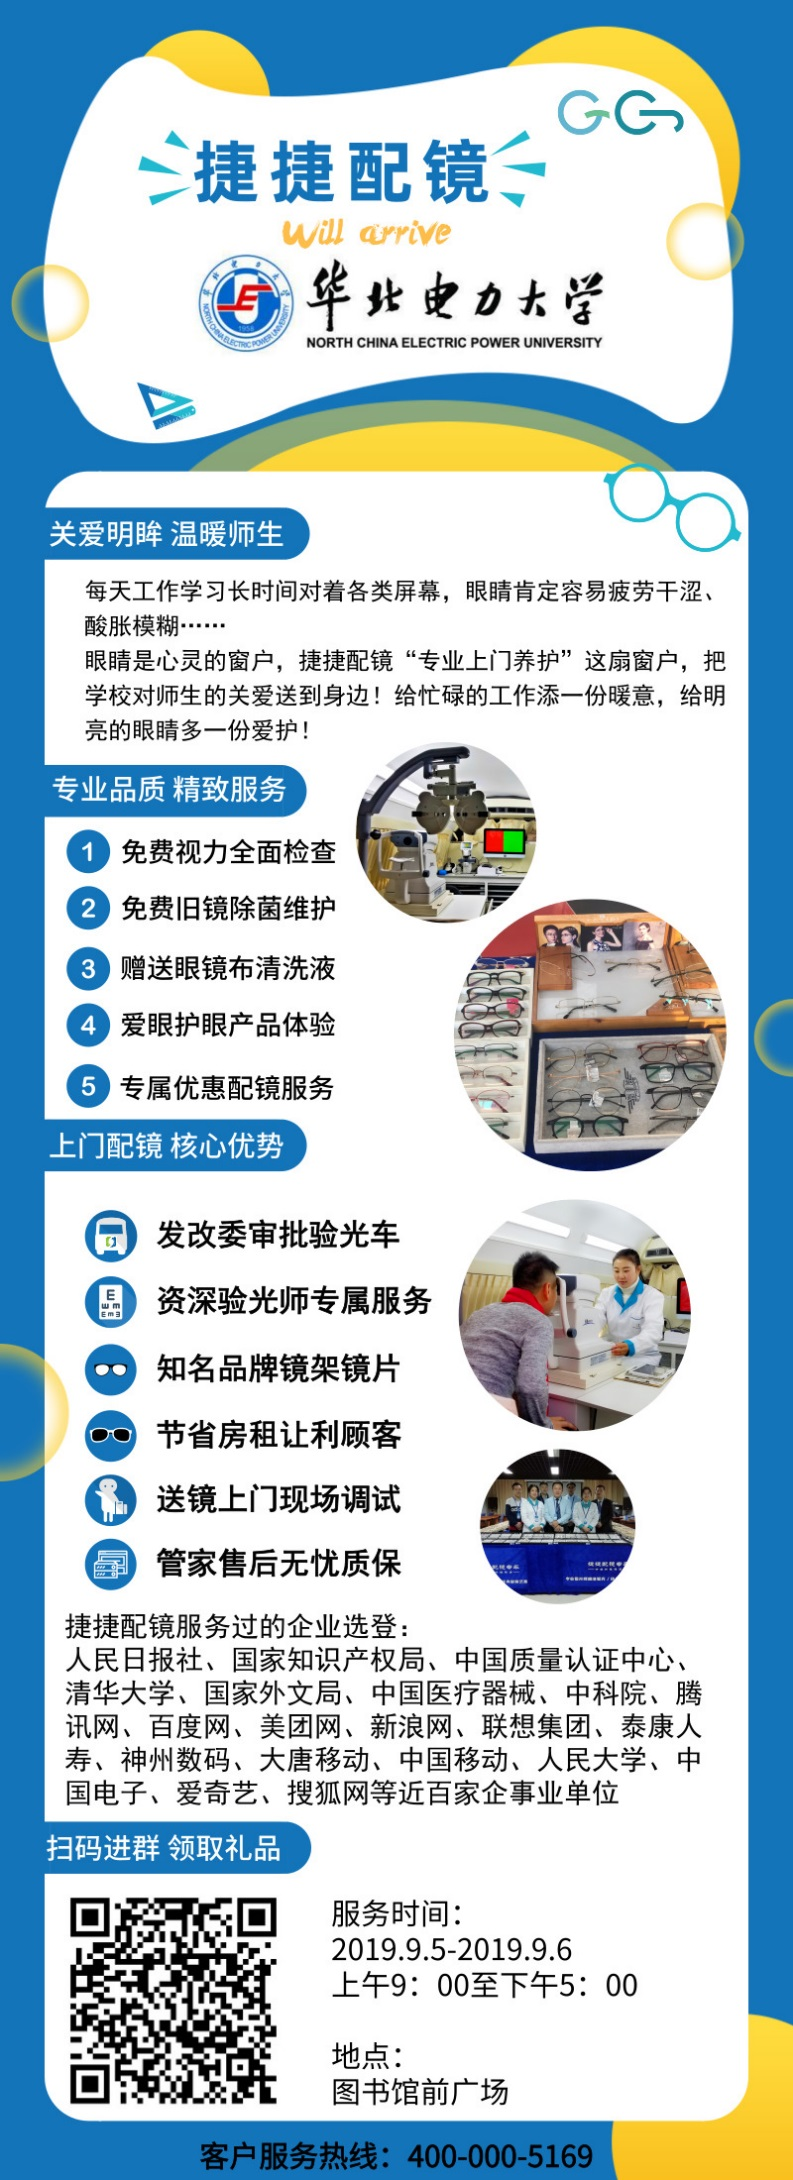 捷捷配镜
Will arrive
华北电力大学
NORTH CHINA ELECTRIC POWER UNIVERSITY
1958
NORTH CHINA ELECTRIC POWER UNIVERSITY
关爱明眸 温暖师生
每天工作学习长时间对着各类屏幕，眼睛肯定容易疲劳干涩、
酸胀模糊……
眼睛是心灵的窗户，捷捷配镜“专业上门养护”这扇窗户，把
学校对师生的关爱送到身边！给忙碌的工作添一份暖意，给明
亮的眼睛多一份爱护！
专业品质 精致服务
1 免费视力全面检查
2 免费旧镜除菌维护
3 赠送眼镜布清洗液
4 爱眼护眼产品体验
5 专属优惠配镜服务
上门配镜 核心优势
发改委审批验光车
E
资深验光师专属服务
知名品牌镜架镜片
节省房租让利顾客
送镜上门现场调试
管家售后无忧质保
捷捷配镜服务过的企业选登：
人民日报社、国家知识产权局、中国质量认证中心、
清华大学、国家外文局、中国医疗器械、中科院、腾
讯网、百度网、美团网、新浪网、联想集团、泰康人
寿、神州数码、大唐移动、中国移动、人民大学、中
国电子、爱奇艺、搜狐网等近百家企事业单位
扫码进群 领取礼品
服务时间：
2019.9.5-2019.9.6
上午9：00至下午5：00
地点：
图书馆前广场
客户服务热线：400-000-5169